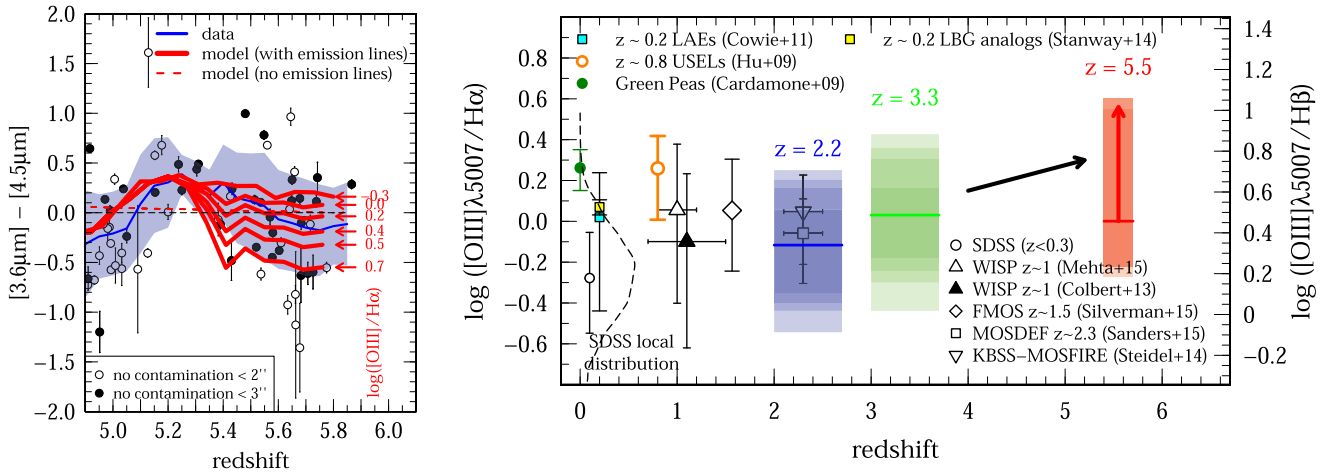 data
model (with emission lines)
model (no emission lines)
2.0
1.5
1.0
0.5
0.0
−0.5
−1.0
−1.5
−2.0
[3.6μm] − [4.5μm]
−0.3
0.0
0.2
0.4
0.5
0.7
log([OIII]/Hα)
no contamination < 2''
no contamination < 3''
5.0
5.2
5.4
5.6
5.8
6.0
redshift
z ~ 0.2 LAEs (Cowie+11)
z ~ 0.8 USELs (Hu+09)
Green Peas (Cardamone+09)
z ~ 0.2 LBG analogs (Stanway+14)
z = 2.2
z = 3.3
z = 5.5
0.8
0.6
0.4
0.2
0.0
−0.2
−0.4
−0.6
log ([OIII]λ5007/Hα)
1.4
1.2
1.0
0.8
0.6
0.4
0.2
0
−0.2
log ([OIII]λ5007/Hβ)
SDSS local
distribution
SDSS (z<0.3)
WISP z~1 (Mehta+15)
WISP z~1 (Colbert+13)
FMOS z~1.5 (Silverman+15)
MOSDEF z~2.3 (Sanders+15)
KBSS−MOSFIRE (Steidel+14)
0
1
2
3
4
5
6
redshift